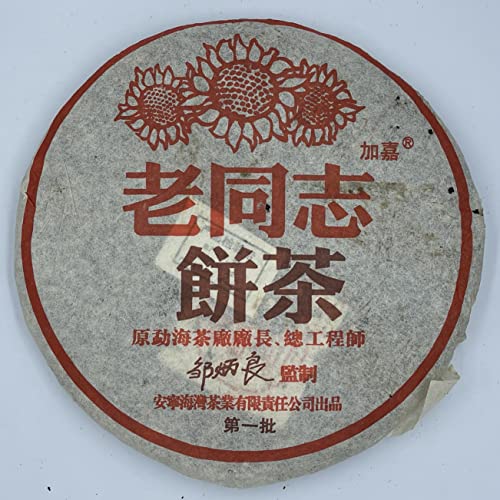 加嘉®
老同志
餅茶
原勐海茶廠廠長、總工程師
邹炳良 監制
安寧海灣茶業有限責任公司出品
第一批